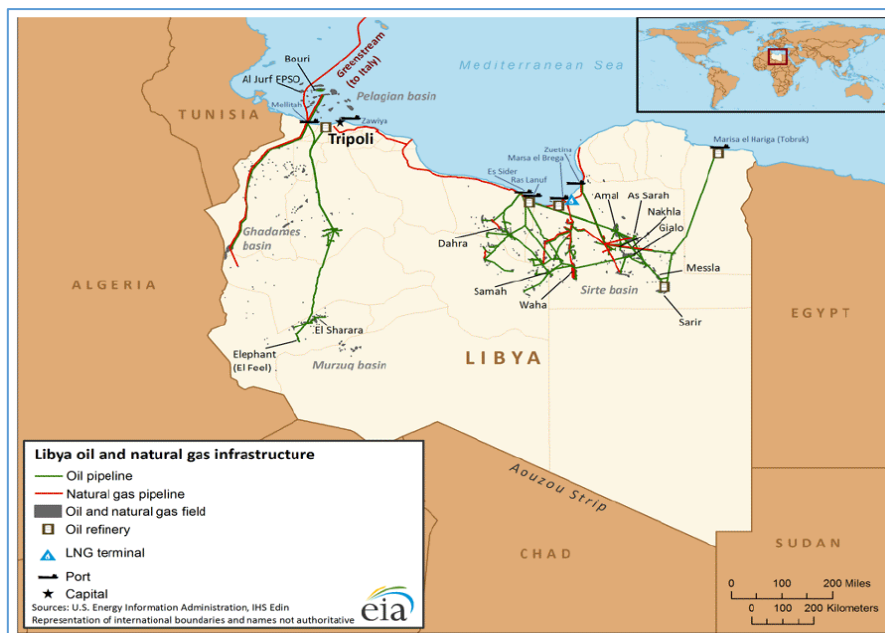 Mediterranean Sea
Bouri
Greenstream
(to Italy)
Al Jurf FPSO
Pelagian basin
TUNISIA
Mellitah
Zawiya
Tripoli
Marisa el Hariga (Tobruk)
Zuetina
Marsa el Brega
Es Sider
Ras Lanuf
Amal
As Sarah
Nakhla
Gialo
Ghadames
basin
Dahra
Messla
ALGERIA
Samah
Sirte basin
Waha
EGYPT
Sarir
El Sharara
LIBYA
Elephant
(El Feel)
Murzuq basin
Libya oil and natural gas infrastructure
Oil pipeline
Natural gas pipeline
Oil and natural gas field
Oil refinery
LNG terminal
Port
Capital
Sources: U.S. Energy Information Administration, IHS Edin
Representation of international boundaries and names not authoritative
eia
Aouzou Strip
CHAD
SUDAN
0 100 200 Miles
0 100 200 Kilometers